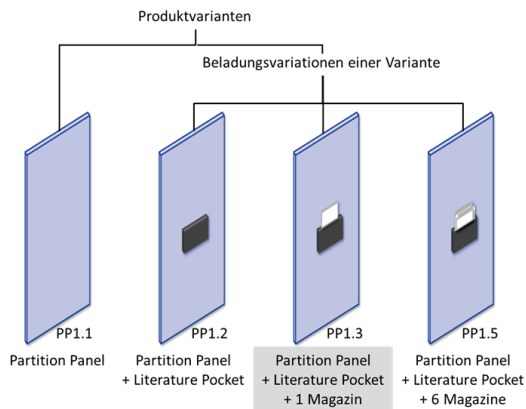 Produktvarianten
Beladungsvariationen einer Variante
PP1.1
PP1.2
PP1.3
PP1.5
Partition Panel
Partition Panel
+ Literature Pocket
Partition Panel
+ Literature Pocket
+ 1 Magazin
Partition Panel
+ Literature Pocket
+ 6 Magazine